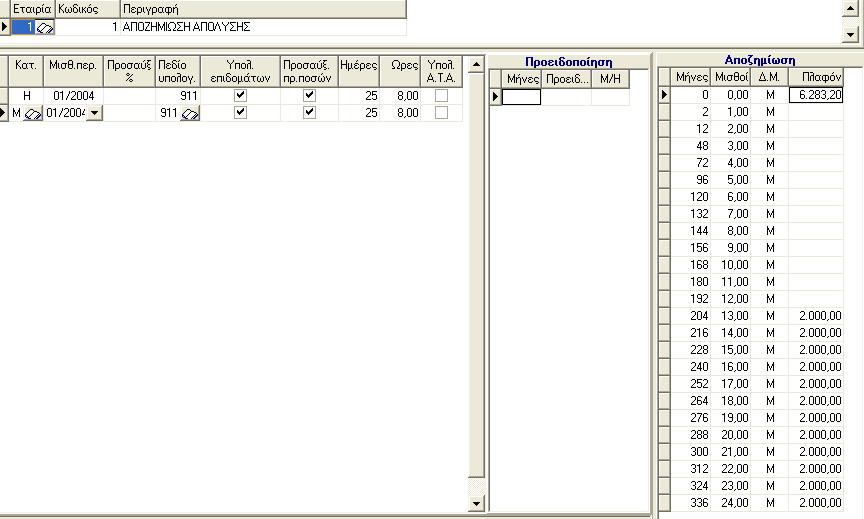 Εταιρία Κωδικός Περιγραφή
1 1 ΑΠΟΖΗΜΙΩΣΗ ΑΠΟΛΥΣΗΣ
Κατ. Μισθ.περ. Προσαύξ % Πεδίο υπολογ. Υπολ. επιδομάτων Προσαύξ. πρ.ποσών Ημέρες Ωρες Υπολ. Α.Τ.Α.
Η 01/2004 911 25 8,00
Μ 01/2004 911 25 8,00
Προειδοποίηση
Μήνες Προειδ... Μ/Η
Αποζημίωση
Μήνες Μισθοί Δ.Μ. Πλαφόν
0 0,00 Μ 6.283,20
2 1,00 Μ
12 2,00 Μ
48 3,00 Μ
72 4,00 Μ
96 5,00 Μ
120 6,00 Μ
132 7,00 Μ
144 8,00 Μ
156 9,00 Μ
168 10,00 Μ
180 11,00 Μ
192 12,00 Μ
204 13,00 Μ 2.000,00
216 14,00 Μ 2.000,00
228 15,00 Μ 2.000,00
240 16,00 Μ 2.000,00
252 17,00 Μ 2.000,00
264 18,00 Μ 2.000,00
276 19,00 Μ 2.000,00
288 20,00 Μ 2.000,00
300 21,00 Μ 2.000,00
312 22,00 Μ 2.000,00
324 23,00 Μ 2.000,00
336 24,00 Μ 2.000,00